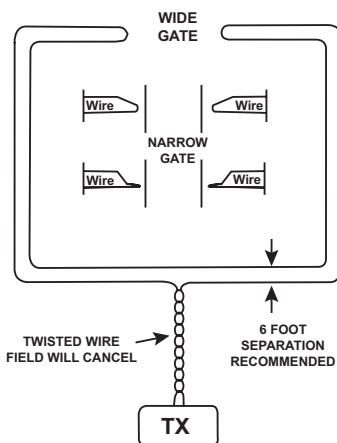 WIDE
GATE
Wire
Wire
NARROW
GATE
Wire
Wire
TWISTED WIRE
FIELD WILL CANCEL
6 FOOT
SEPARATION
RECOMMENDED
TX